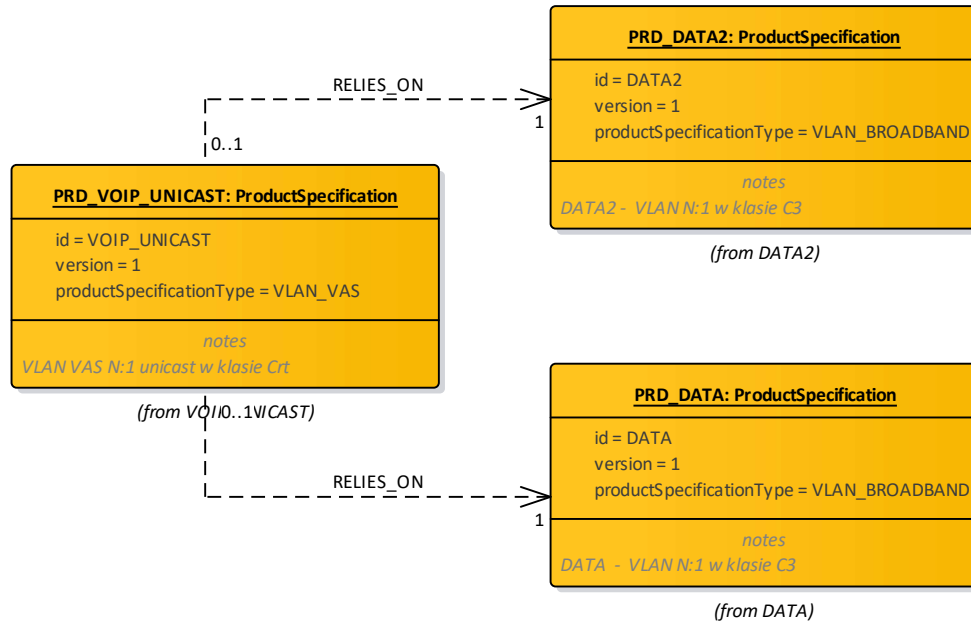 PRD_DATA2: ProductSpecification
id = DATA2
version = 1
productSpecificationType = VLAN_BROADBAND
notes
DATA2 -  VLAN N:1 w klasie C3
(from DATA2)
RELIES_ON
1
0..1
PRD_VOIP_UNICAST: ProductSpecification
id = VOIP_UNICAST
version = 1
productSpecificationType = VLAN_VAS
notes
VLAN VAS N:1 unicast w klasie Crt
(from VOIP_UNICAST)
0..1
RELIES_ON
1
PRD_DATA: ProductSpecification
id = DATA
version = 1
productSpecificationType = VLAN_BROADBAND
notes
DATA  -  VLAN N:1 w klasie C3
(from DATA)